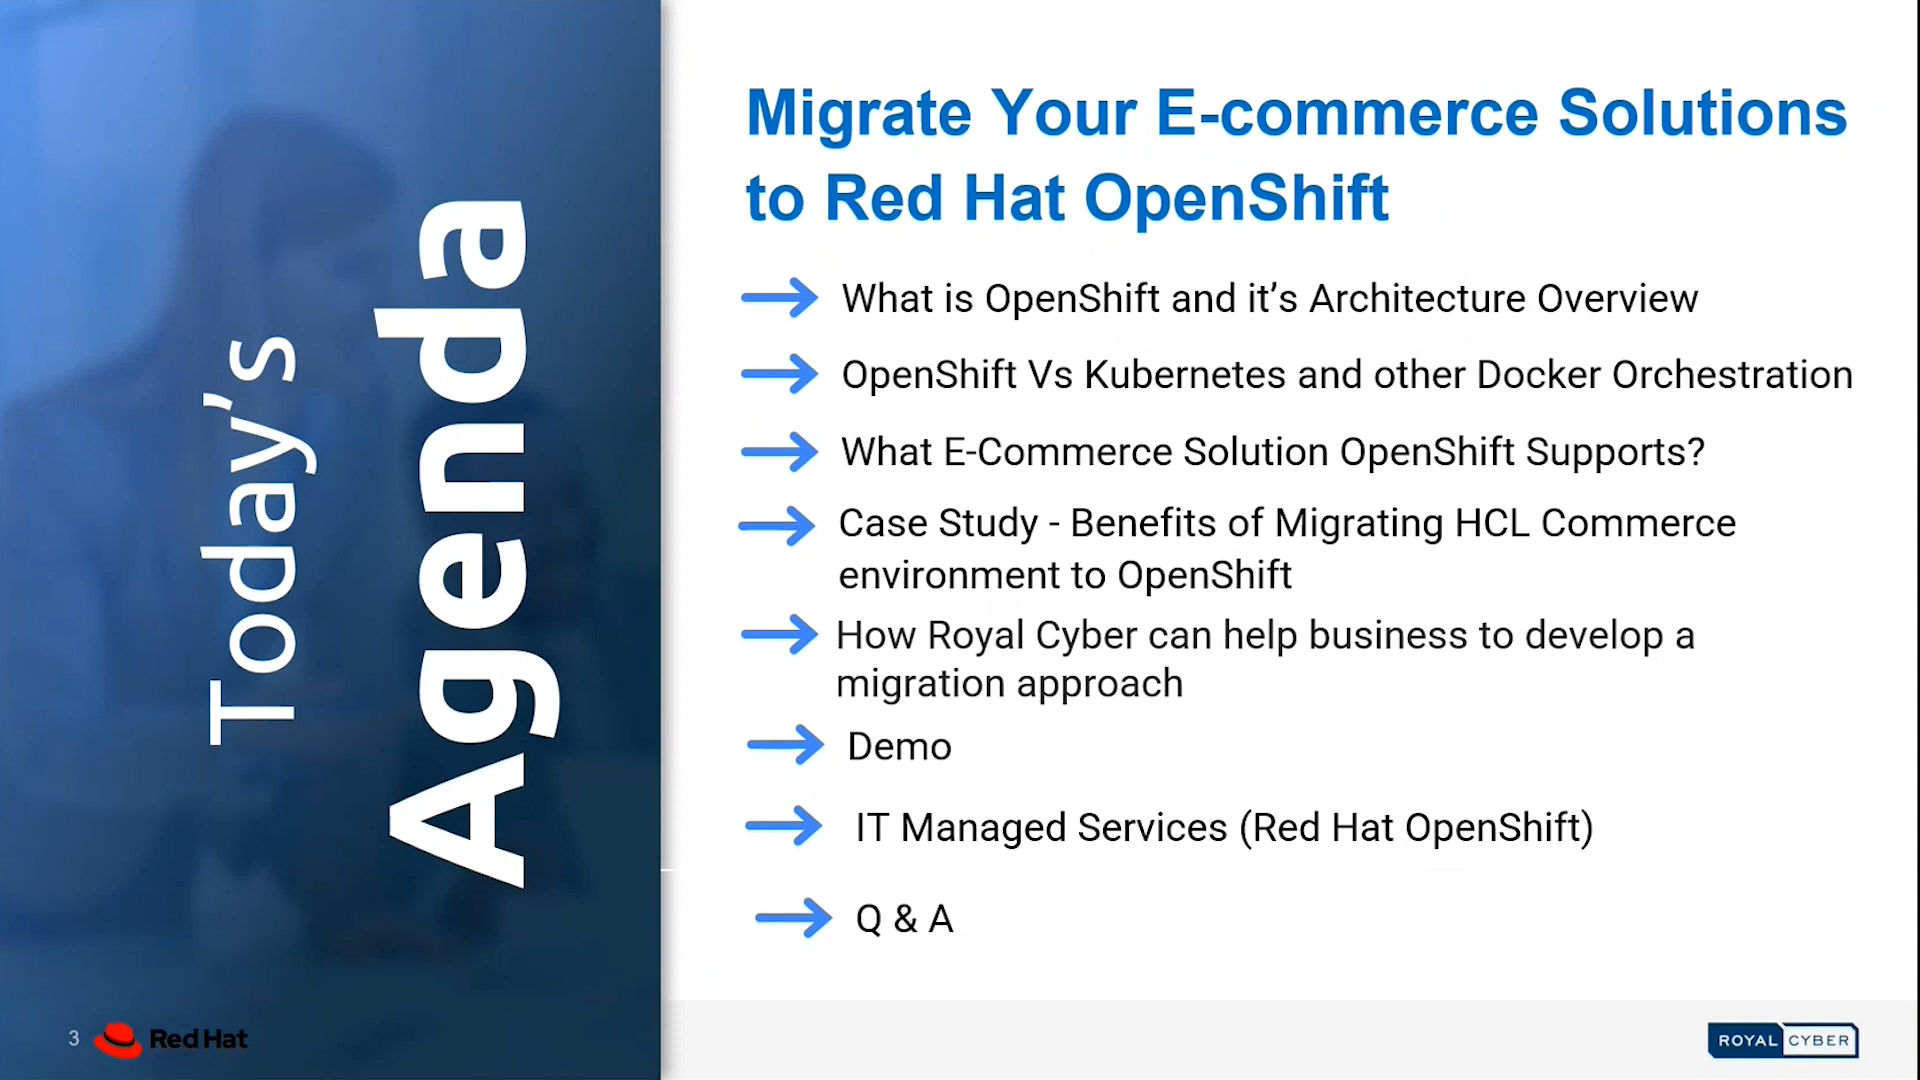 Today's
Agenda
Migrate Your E-commerce Solutions
to Red Hat OpenShift
What is OpenShift and it’s Architecture Overview
OpenShift Vs Kubernetes and other Docker Orchestration
What E-Commerce Solution OpenShift Supports?
Case Study - Benefits of Migrating HCL Commerce
environment to OpenShift
How Royal Cyber can help business to develop a
migration approach
Demo
IT Managed Services (Red Hat OpenShift)
Q & A
3
Red Hat
ROYAL CYBER